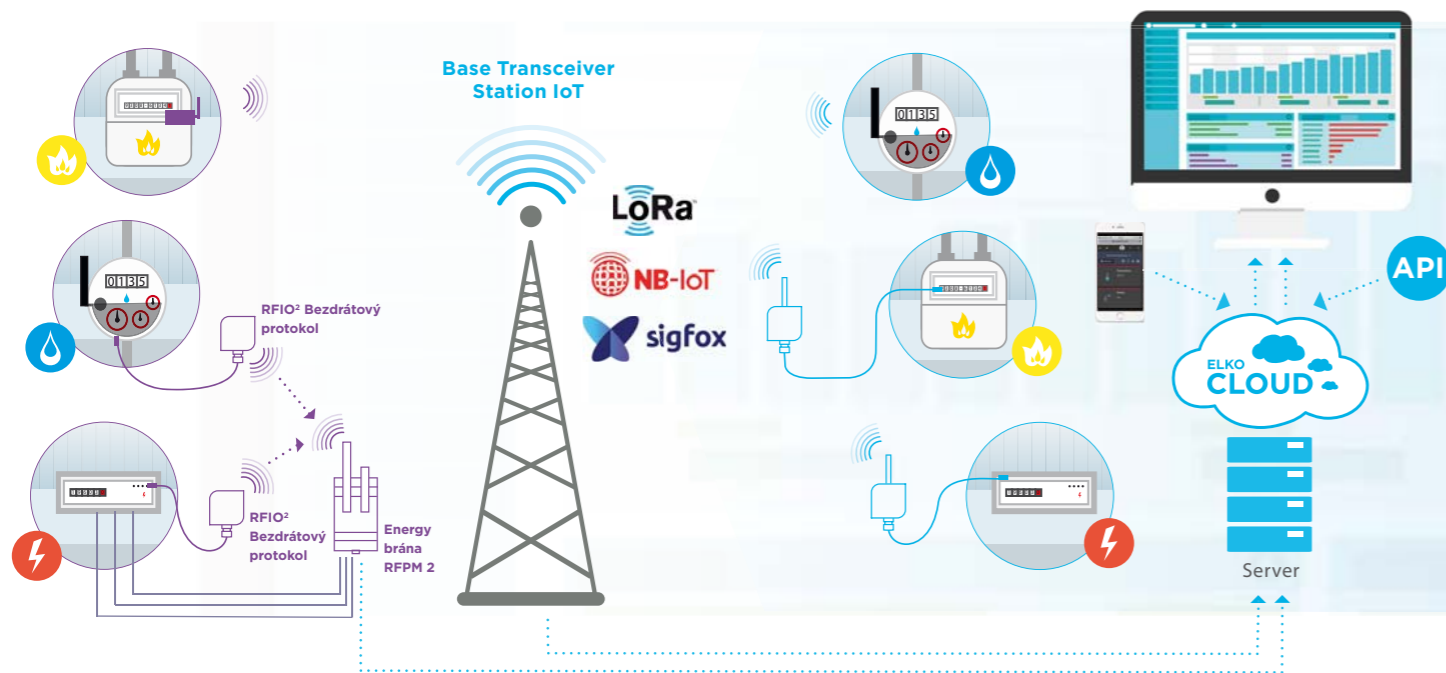 Base Transceiver
Station IoT
0135
LoRa
NB-IoT
sigfox
0135
RFIO² Bezdrátový
protokol
RFIO²
Bezdrátový
protokol
Energy
brána
RFPM 2
API
ELKO
CLOUD
Server